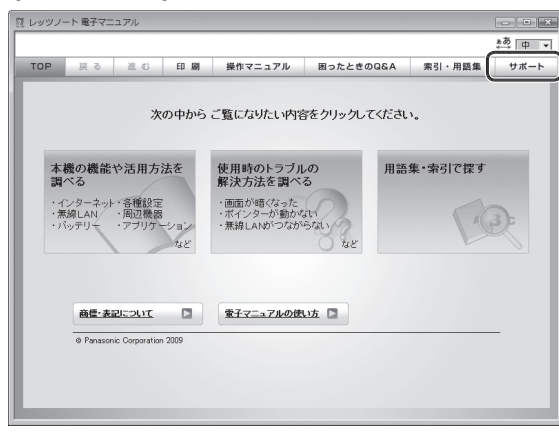 レッツノート 電子マニュアル
あ あ 中
TOP 戻る 進む 印刷 操作マニュアル 困ったときのQ&A 索引・用語集 サポート
次の中から ご覧になりたい内容をクリックしてください。
本機の機能や活用方法を
調べる
・インターネット ・各種設定
・無線LAN ・周辺機器
・バッテリー ・アプリケーション
など
使用時のトラブルの
解決方法を調べる
・画面が暗くなった
・ポインターが動かない
・無線LANがつながらない
など
用語集・索引で探す
A B C
商標・表記について
電子マニュアルの使い方
© Panasonic Corporation 2009